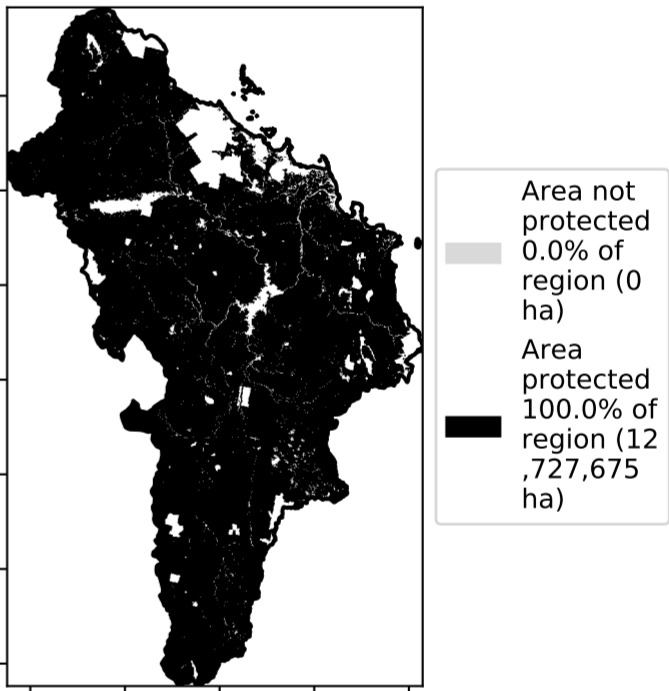 Area not
protected
0.0% of
region (0
ha)
Area
protected
100.0% of
region (12
,727,675
ha)